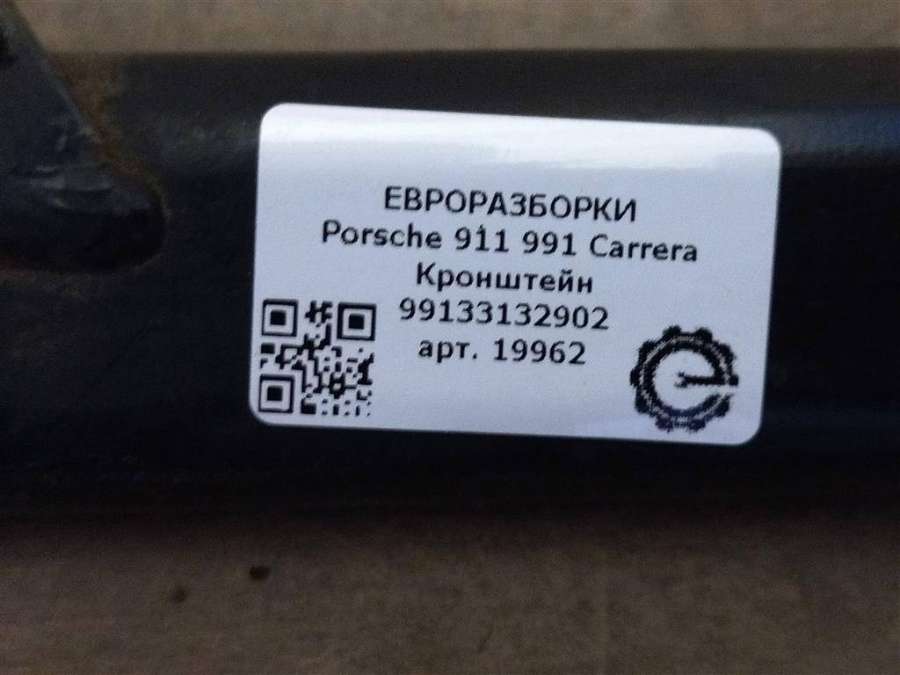 ЕВРОРАЗБОРКИ
Porsche 911 991 Carrera
Кронштейн
99133132902
арт. 19962